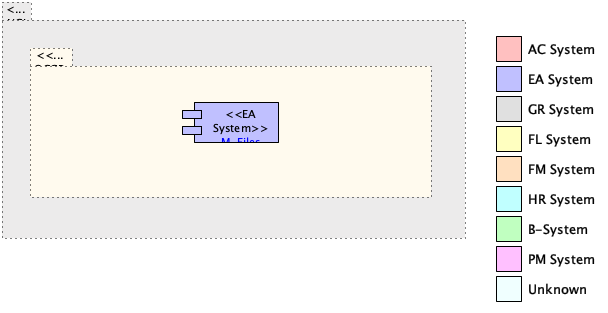 <...
<<...
<<EA
System>>
M-Files
AC System
EA System
GR System
FL System
FM System
HR System
B-System
PM System
Unknown